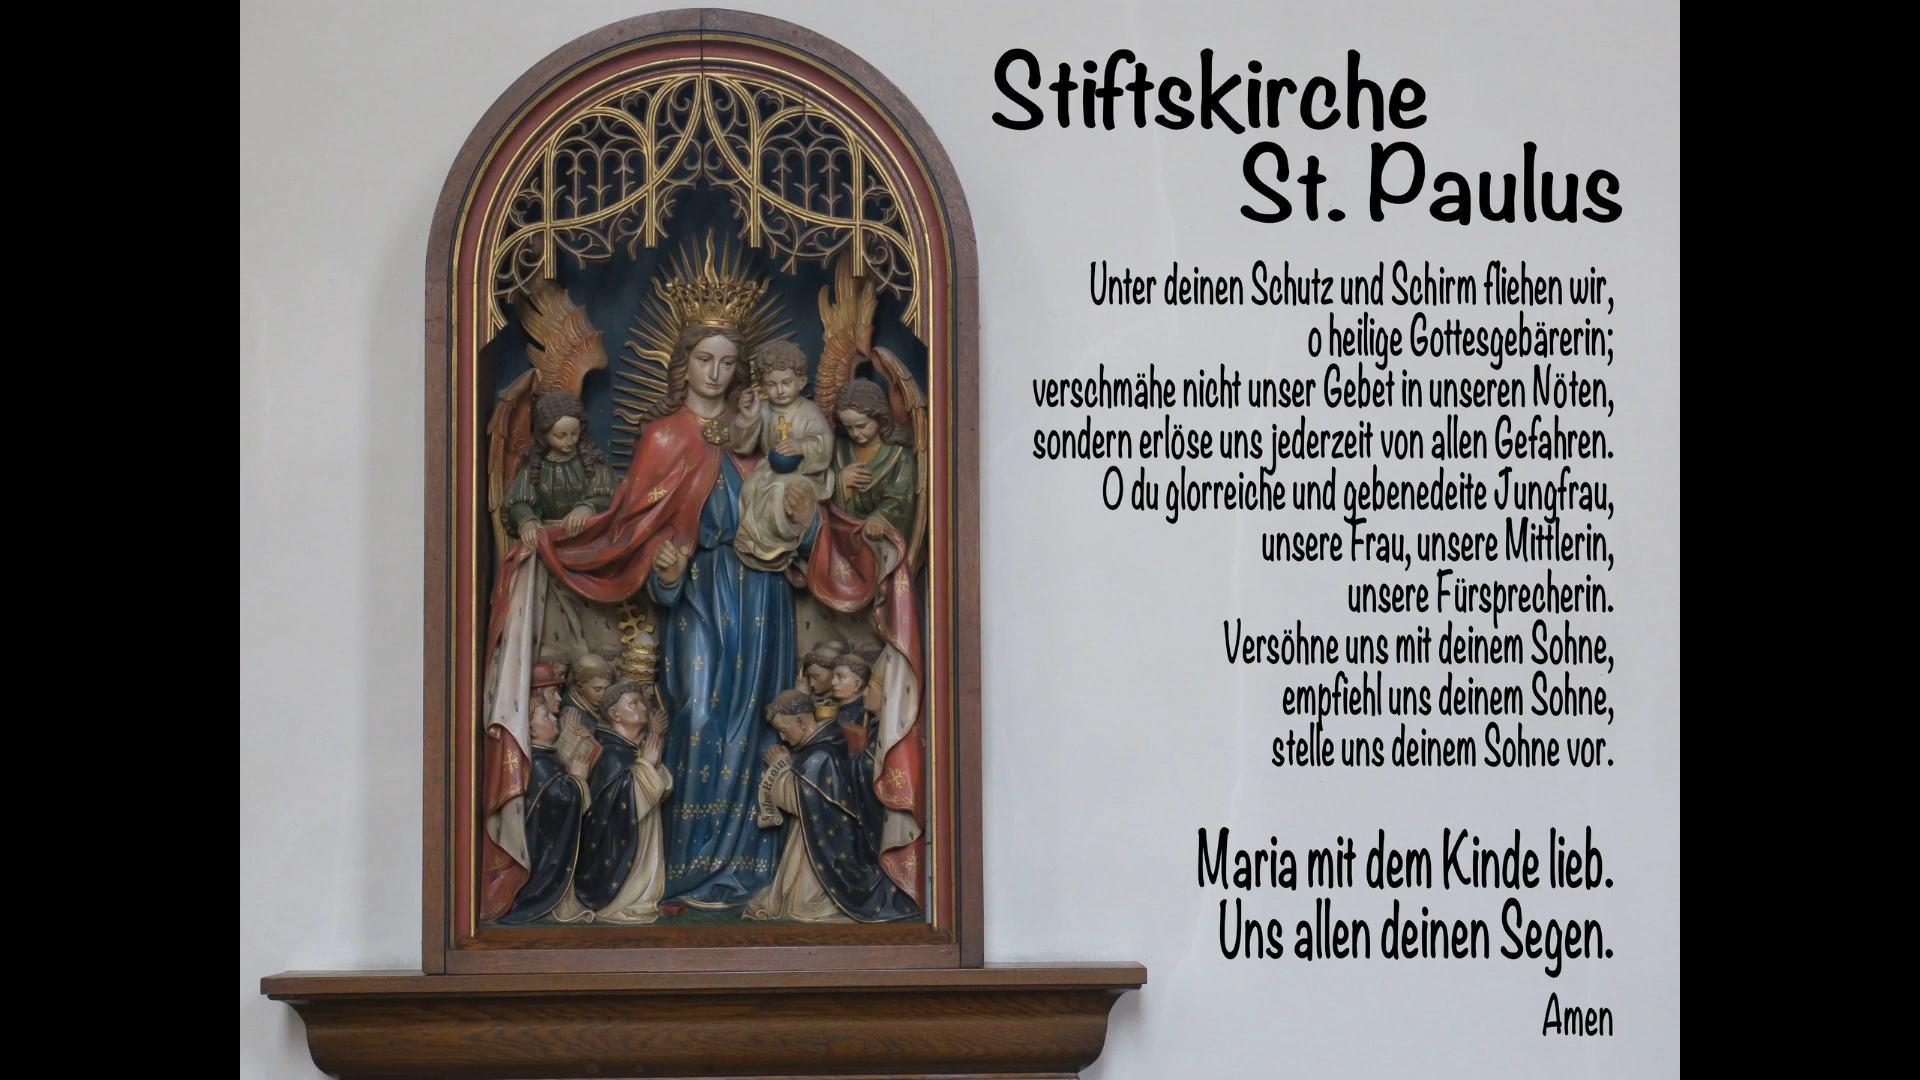 Stiftskirche
St. Paulus
Unter deinen Schutz und Schirm fliehen wir,
o heilige Gottesgebärerin;
verschmähe nicht unser Gebet in unseren Nöten,
sondern erlöse uns jederzeit von allen Gefahren.
O du glorreiche und gebenedeite Jungfrau,
unsere Frau, unsere Mittlerin,
unsere Fürsprecherin.
Versöhne uns mit deinem Sohne,
empfiehl uns deinem Sohne,
stelle uns deinem Sohne vor.
Maria mit dem Kinde lieb.
Uns allen deinen Segen.
Amen
Salve Regina